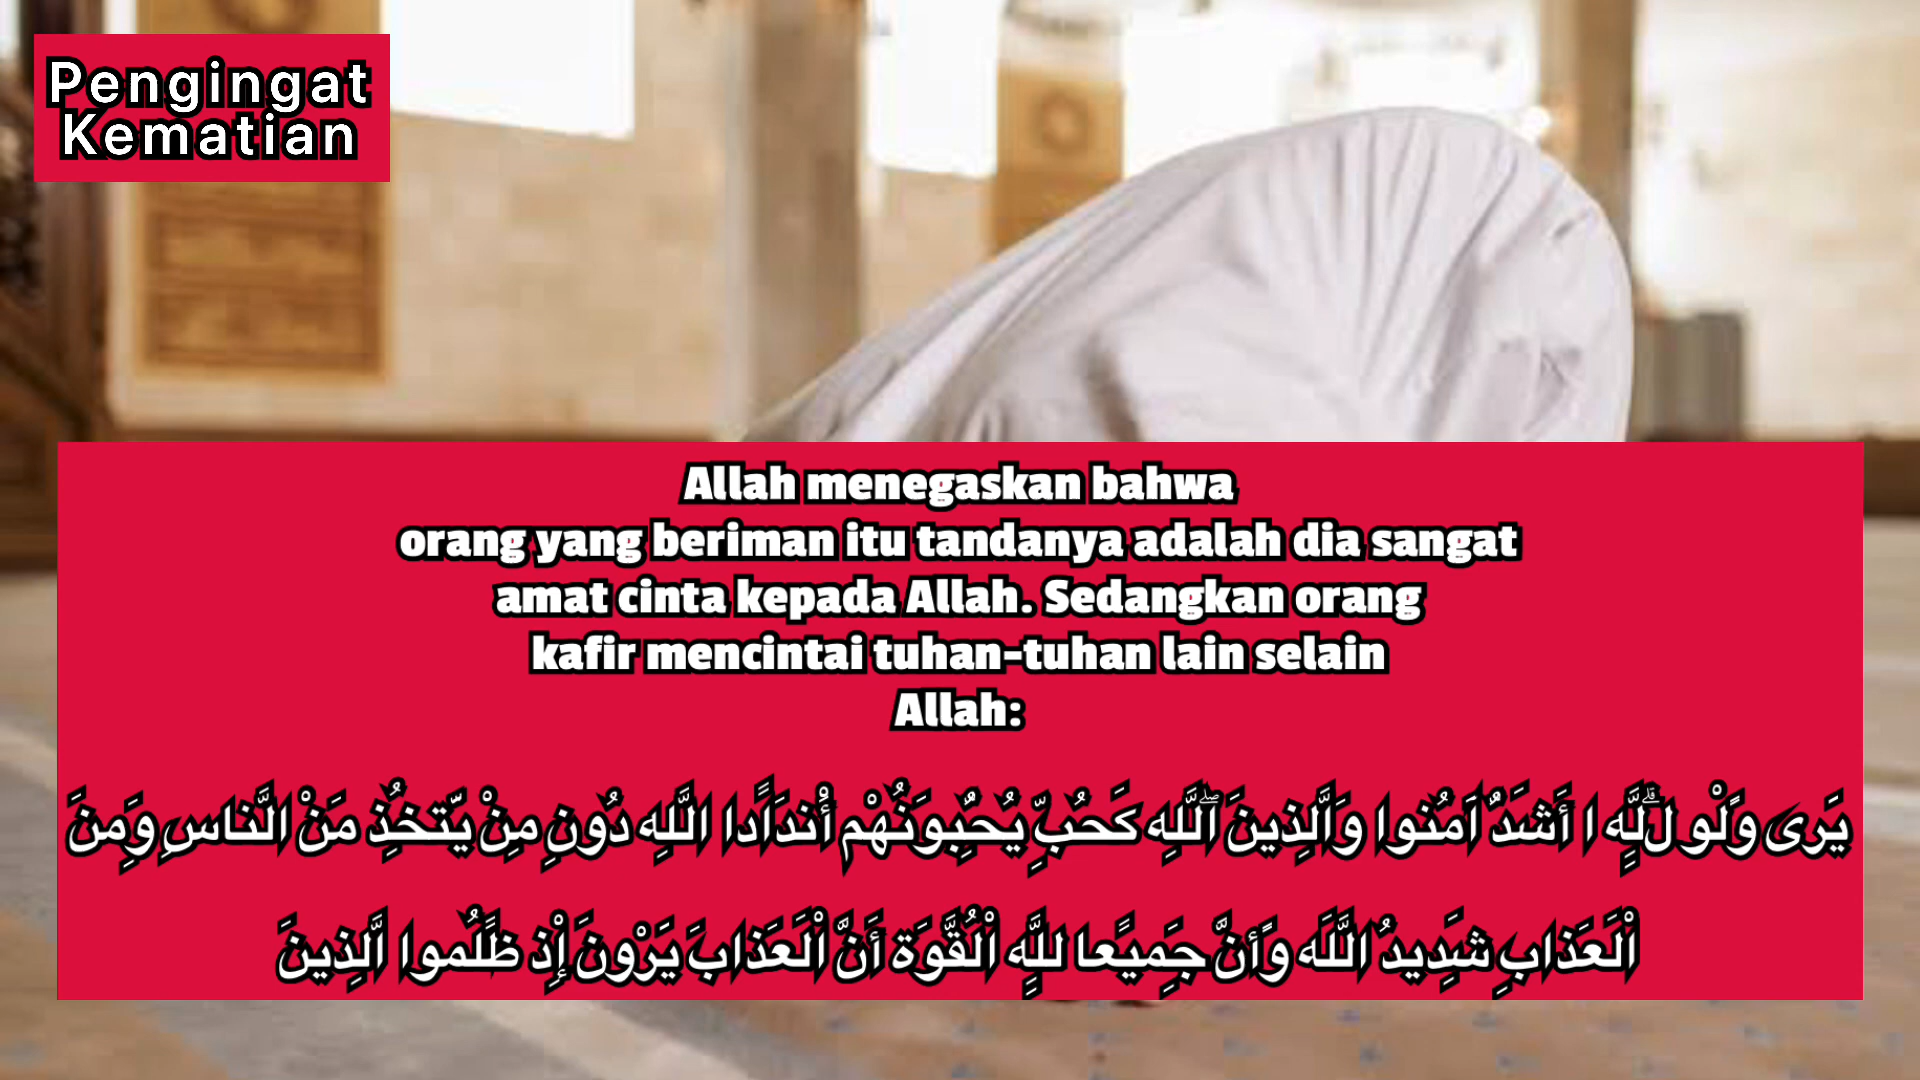 Pengingat
Kematian
Allah menegaskan bahwa
orang yang beriman itu tandanya adalah dia sangat
amat cinta kepada Allah. Sedangkan orang
kafir mencintai tuhan-tuhan lain selain
Allah:
يَرَى وَلَوْ لِّلَّهِ ۗ ا أَشَدُّ آمَنُوا وَالَّذِينَ اللَّهِ ۖ كَحُبِّ يُحِبُّونَهُمْ أَندَادًا اللَّهِ دُونِ مِنْ يَتَّخِذُ مَنْ النَّاسِ وَمِنَ
الْعَذَابِ شَدِيدُ اللَّهَ وَأَنَّ جَمِيعًا لِلَّهِ الْقُوَّةَ أَنَّ الْعَذَابَ يَرَوْنَ إِذْ ظَلَمُوا الَّذِينَ